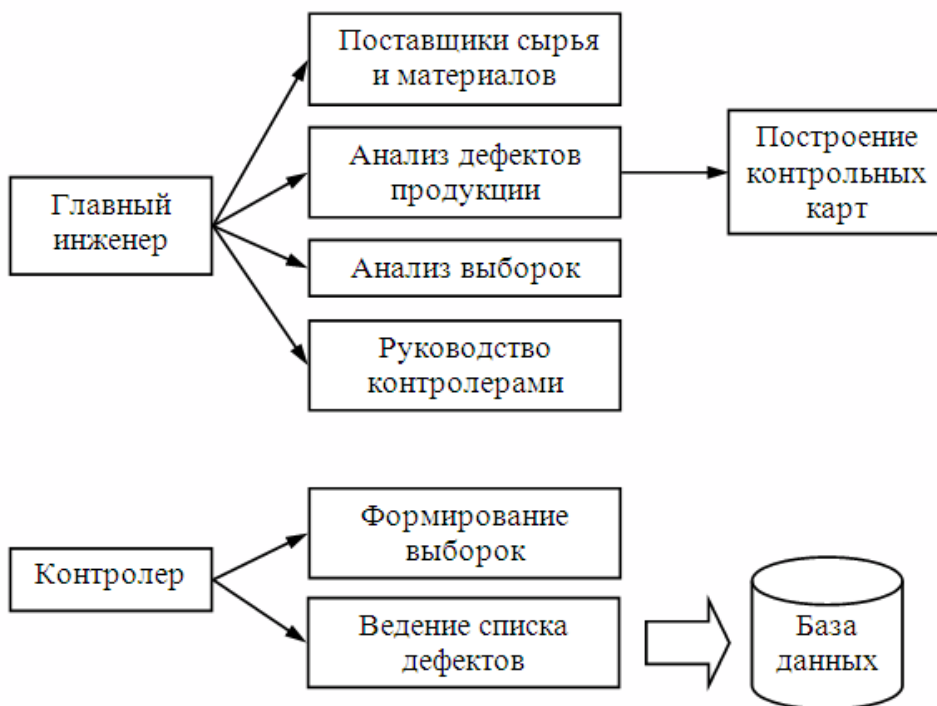 Поставщики сырья
и материалов
Анализ дефектов
продукции
Построение
контрольных
карт
Главный
инженер
Анализ выборок
Руководство
контролерами
Формирование
выборок
Контролер
Ведение списка
дефектов
База
данных